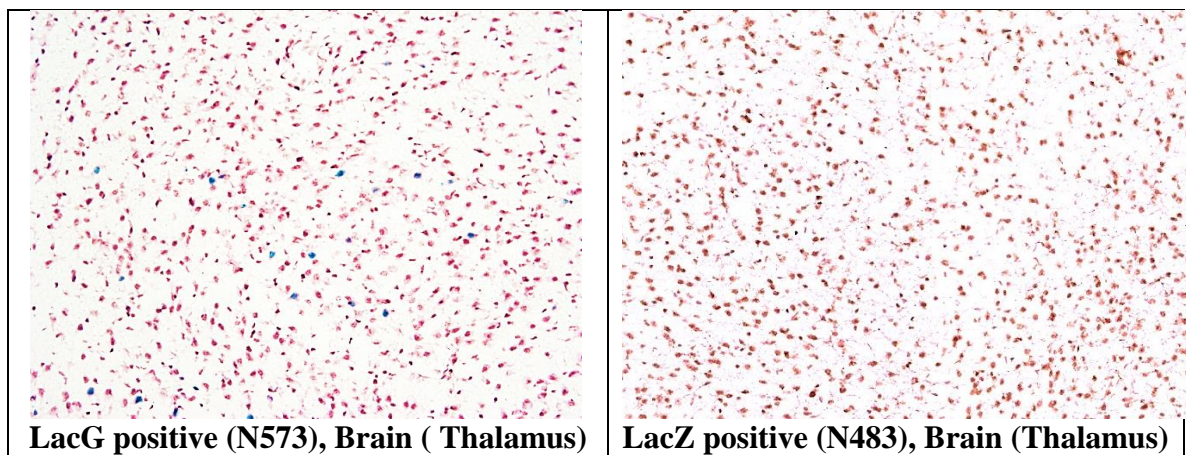 LacG positive (N573), Brain ( Thalamus)
LacZ positive (N483), Brain (Thalamus)